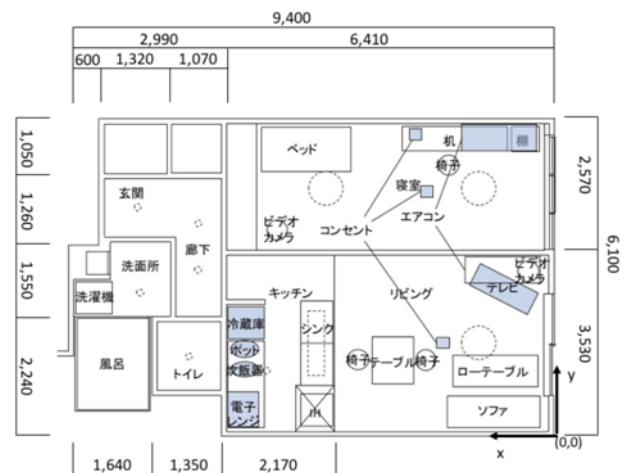 9,400
2,990
6,410
600
1,320
1,070
1,050
1,260
1,550
2,240
2,570
3,530
6,100
机
棚
ベッド
椅子
寝室
玄関
ビデオ
カメラ
コンセント
エアコン
廊下
洗面所
キッチン
リビング
ビデオ
カメラ
テレビ
洗濯機
冷蔵庫
シンク
ポット
炊飯器
風呂
トイレ
椅子
テーブル
椅子
ローテーブル
電子
レンジ
IH
ソファ
y
x
(0,0)
1,640
1,350
2,170